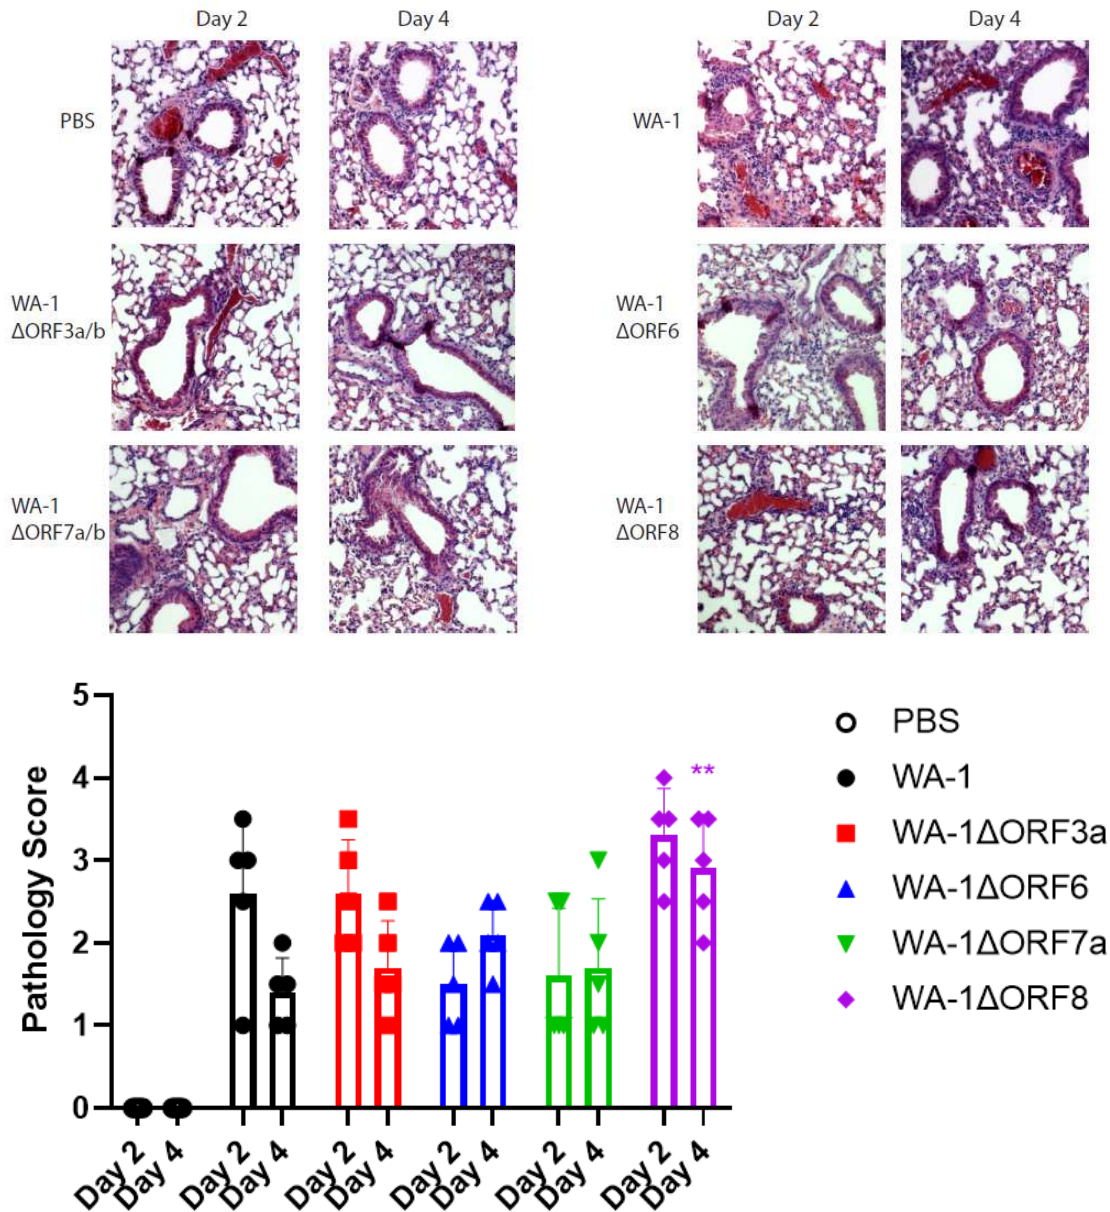 Day 2
Day 4
Day 2
Day 4
PBS
WA-1
WA-1
ΔORF3a/b
WA-1
ΔORF6
WA-1
ΔORF7a/b
WA-1
ΔORF8
5
4
3
2
1
0
Pathology Score
**
PBS
WA-1
WA-1ΔORF3a
WA-1ΔORF6
WA-1ΔORF7a
WA-1ΔORF8
Day 2
Day 4
Day 2
Day 4
Day 2
Day 4
Day 2
Day 4
Day 2
Day 4
Day 2
Day 4